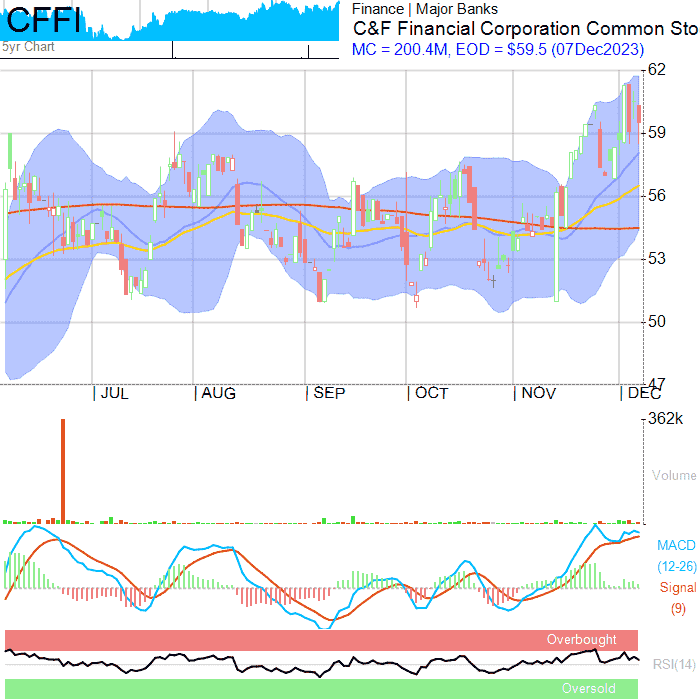 CFFI
5yr Chart
Finance | Major Banks
C&F Financial Corporation Common Sto
MC = 200.4M, EOD = $59.5 (07Dec2023)
62
59
56
53
50
47
JUL AUG SEP OCT NOV DEC
362k
Volume
MACD
(12-26)
Signal
(9)
Overbought
RSI(14)
Oversold